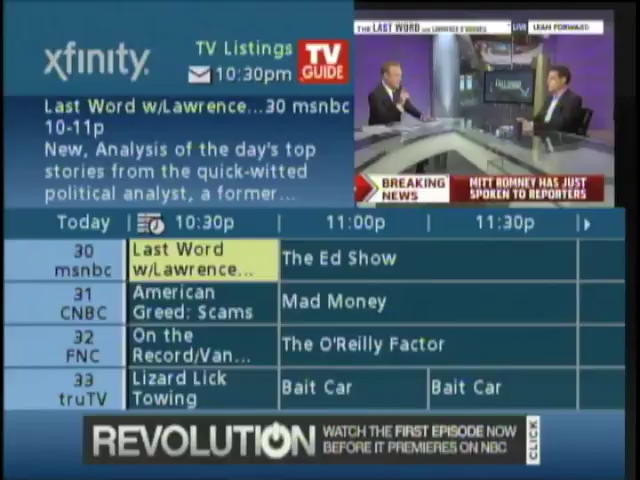 xfinity.
TV Listings
10:30pm
TV
GUIDE
THE LAST WORD WITH LAWRENCE O'DONNELL
LIVE
LEAN FORWARD
BREAKING
NEWS
MITT ROMNEY HAS JUST
SPOKEN TO REPORTERS
Last Word w/Lawrence...30 msnbc
10-11p
New, Analysis of the day's top
stories from the quick-witted
political analyst, a former...
Today 10:30p 11:00p 11:30p
30
msnbc
Last Word
w/Lawrence...
The Ed Show
31
CNBC
American
Greed: Scams
Mad Money
32
FNC
On the
Record/Van...
The O'Reilly Factor
33
truTV
Lizard Lick
Towing
Bait Car
Bait Car
REVOLUTION
WATCH THE FIRST EPISODE NOW
BEFORE IT PREMIERES ON NBC
CLICK